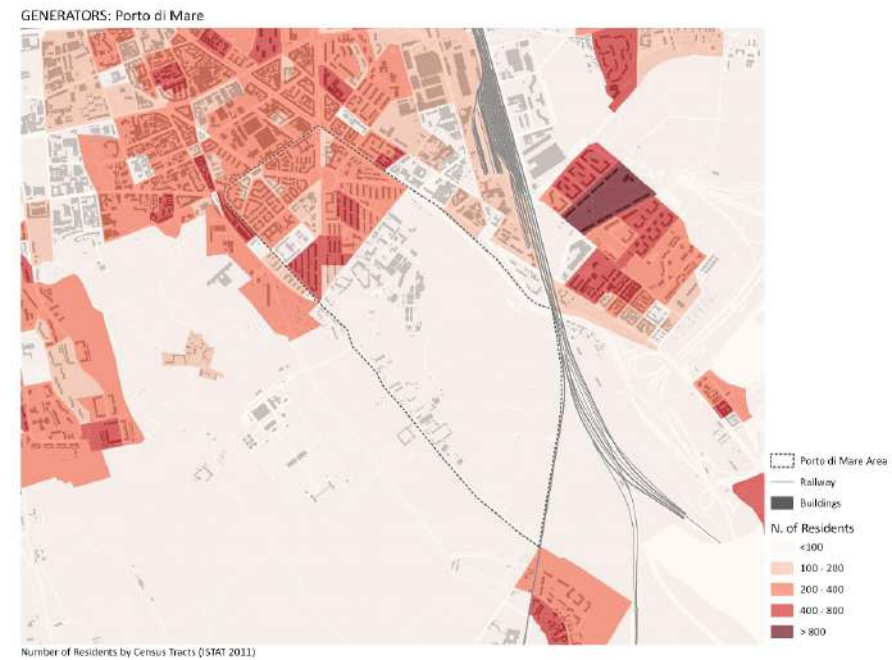 GENERATORS: Porto di Mare
Porto di Mare Area
Railway
Buildings
N. of Residents
<100
100 - 200
200 - 400
400 - 800
> 800
Number of Residents by Census Tracts (ISTAT 2011)